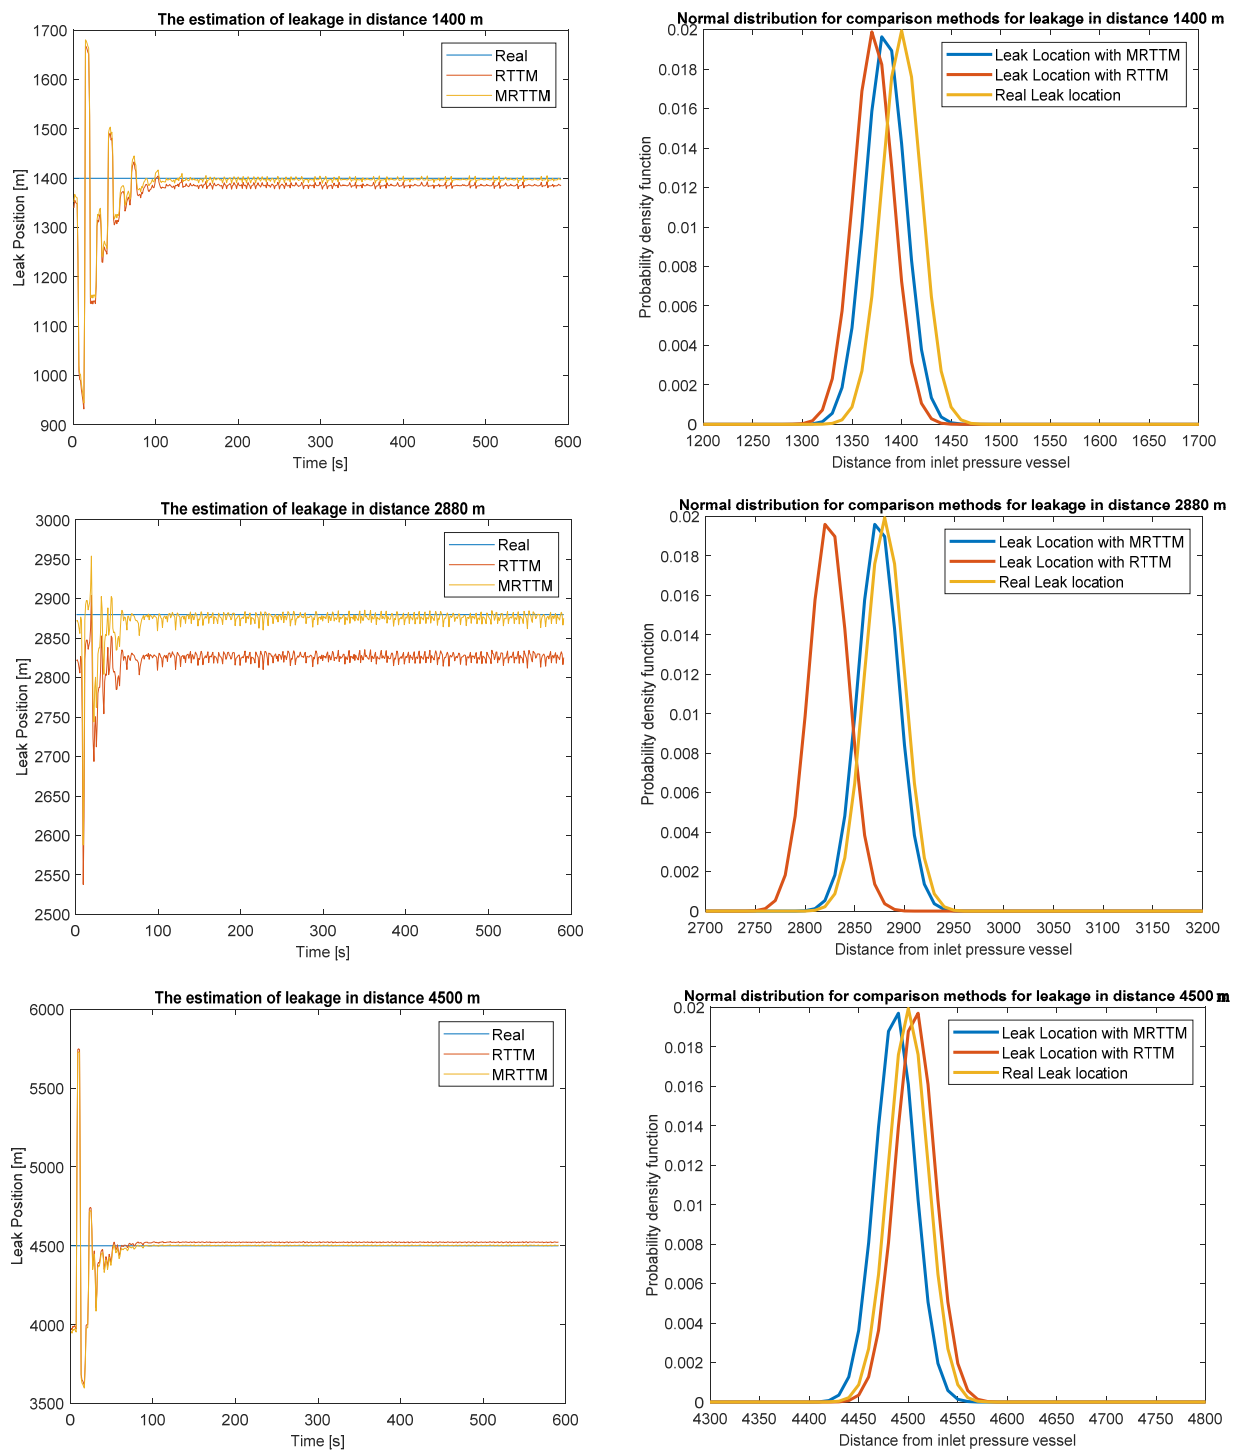 The estimation of leakage in distance 1400 m
1700
1600
1500
1400
1300
1200
1100
1000
900
0 100 200 300 400 500 600
Leak Position [m]
Time [s]
Real
RTTM
MRTTM
Normal distribution for comparison methods for leakage in distance 1400 m
0.02
0.018
0.016
0.014
0.012
0.01
0.008
0.006
0.004
0.002
0
1200 1250 1300 1350 1400 1450 1500 1550 1600 1650 1700
Probability density function
Distance from inlet pressure vessel
Leak Location with MRTTM
Leak Location with RTTM
Real Leak location
The estimation of leakage in distance 2880 m
3000
2950
2900
2850
2800
2750
2700
2650
2600
2550
2500
0 100 200 300 400 500 600
Leak Position [m]
Time [s]
Real
RTTM
MRTTM
Normal distribution for comparison methods for leakage in distance 2880 m
0.02
0.018
0.016
0.014
0.012
0.01
0.008
0.006
0.004
0.002
0
2700 2750 2800 2850 2900 2950 3000 3050 3100 3150 3200
Probability density function
Distance from inlet pressure vessel
Leak Location with MRTTM
Leak Location with RTTM
Real Leak location
The estimation of leakage in distance 4500 m
6000
5500
5000
4500
4000
3500
0 100 200 300 400 500 600
Leak Position [m]
Time [s]
Real
RTTM
MRTTM
Normal distribution for comparison methods for leakage in distance 4500 m
0.02
0.018
0.016
0.014
0.012
0.01
0.008
0.006
0.004
0.002
0
4300 4350 4400 4450 4500 4550 4600 4650 4700 4750 4800
Probability density function
Distance from inlet pressure vessel
Leak Location with MRTTM
Leak Location with RTTM
Real Leak location